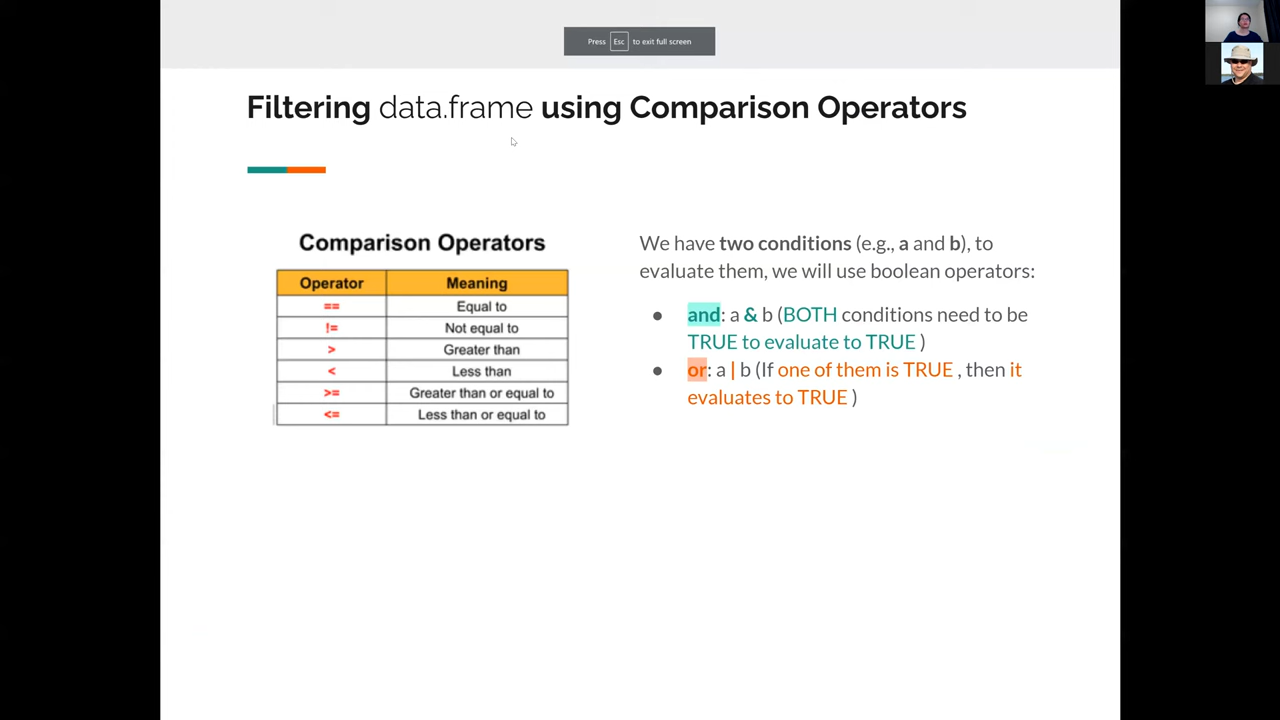 Press Esc to exit full screen
Filtering data.frame using Comparison Operators
Comparison Operators
Operator Meaning
== Equal to
!= Not equal to
> Greater than
< Less than
>= Greater than or equal to
<= Less than or equal to
We have two conditions (e.g., a and b), to
evaluate them, we will use boolean operators:
● and: a & b (BOTH conditions need to be
TRUE to evaluate to TRUE )
● or: a | b (If one of them is TRUE , then it
evaluates to TRUE )